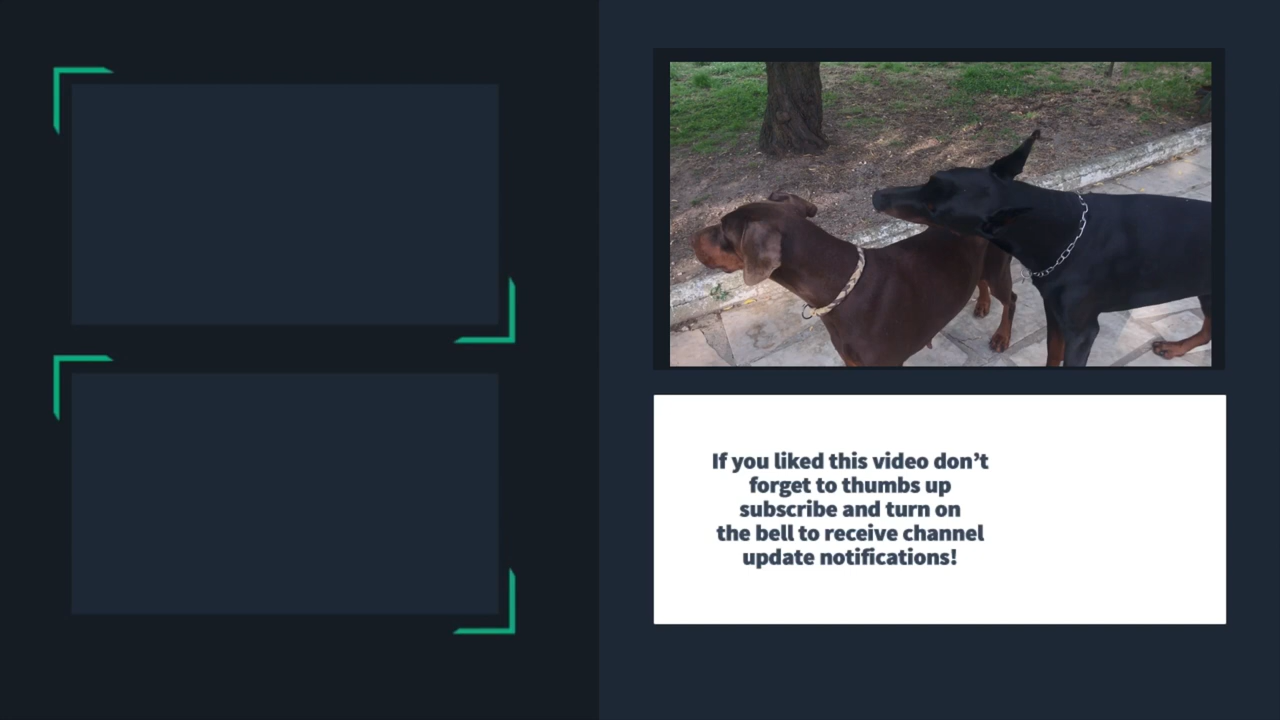 If you liked this video don’t
forget to thumbs up
subscribe and turn on
the bell to receive channel
update notifications!